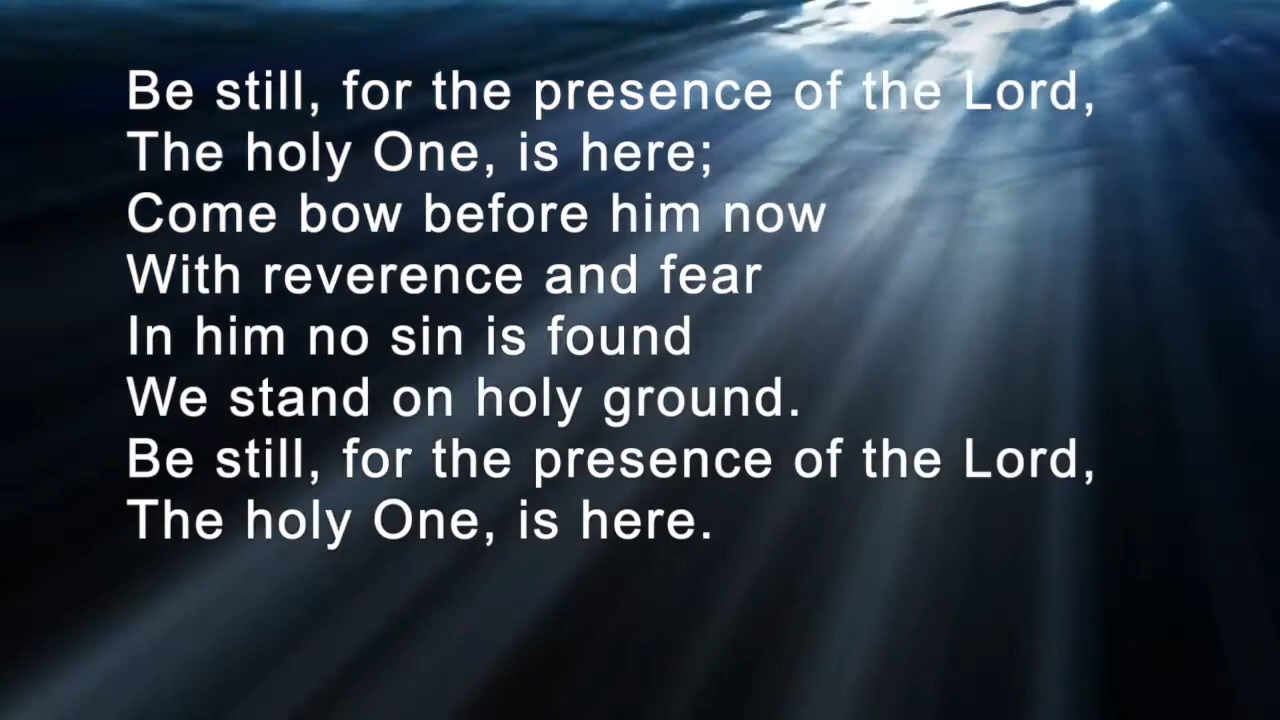 Be still, for the presence of the Lord,
The holy One, is here;
Come bow before him now
With reverence and fear
In him no sin is found
We stand on holy ground.
Be still, for the presence of the Lord,
The holy One, is here.